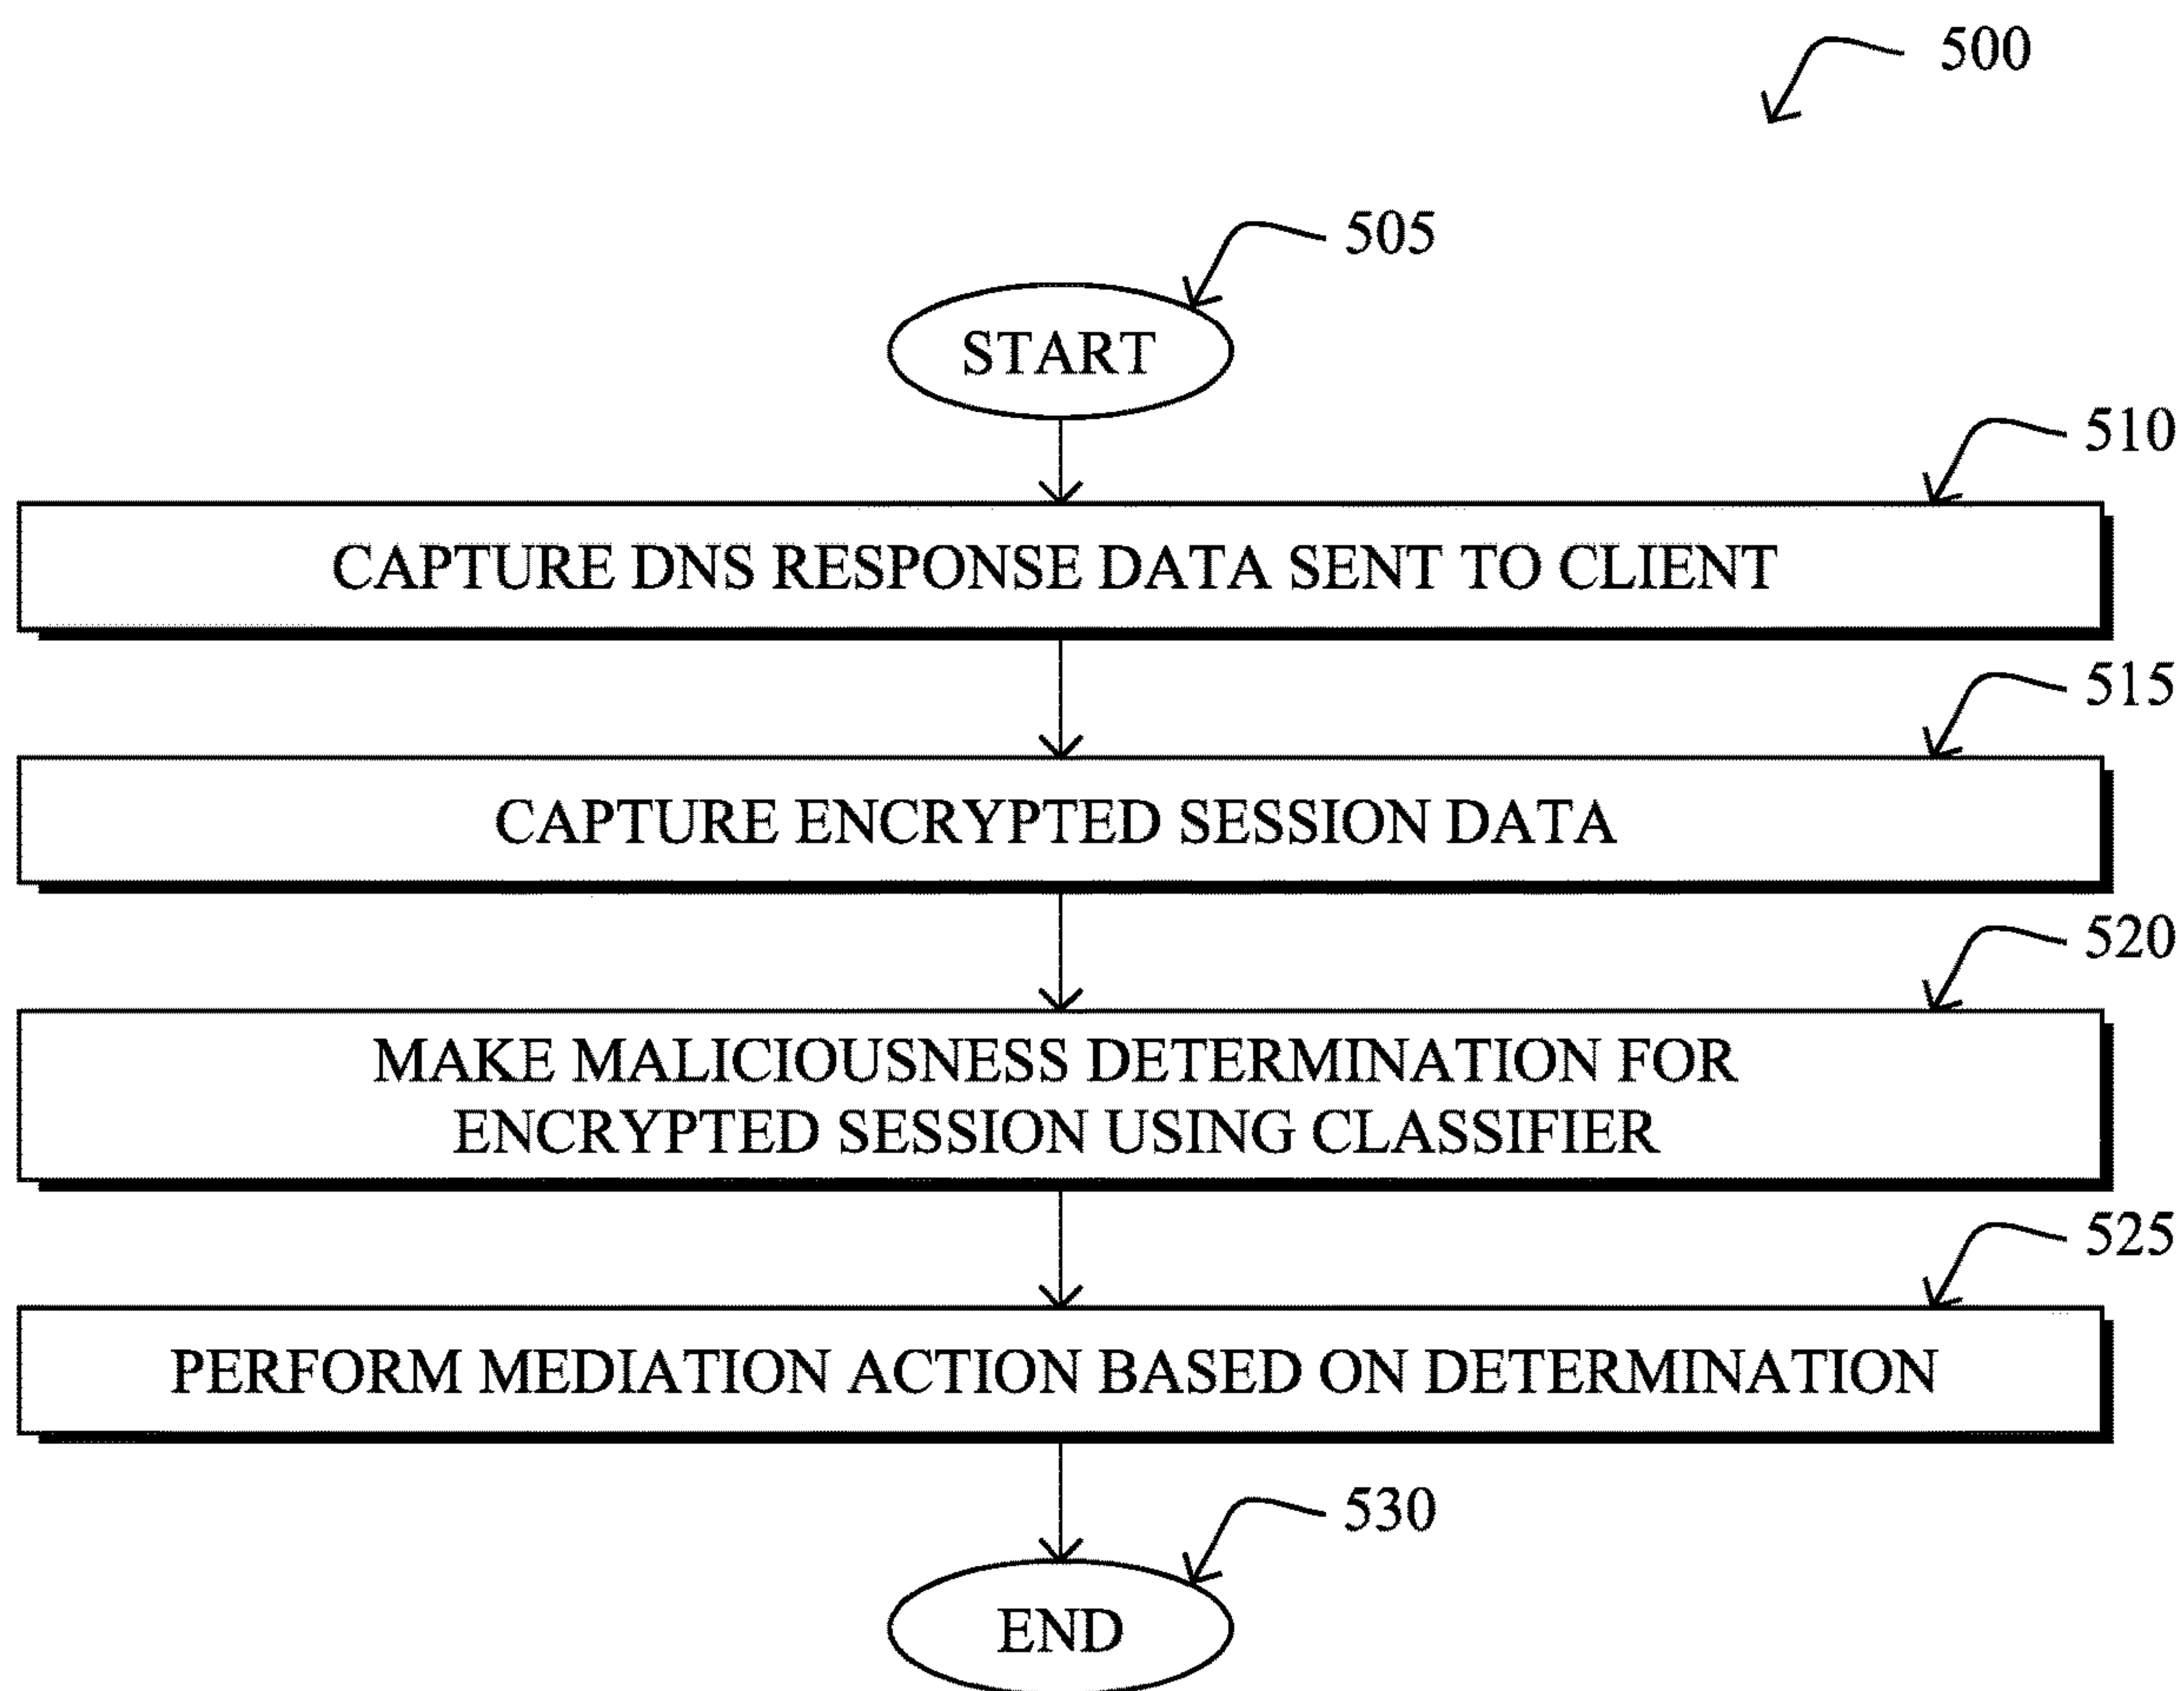 500
505
START
510
CAPTURE DNS RESPONSE DATA SENT TO CLIENT
515
CAPTURE ENCRYPTED SESSION DATA
520
MAKE MALICIOUSNESS DETERMINATION FOR
ENCRYPTED SESSION USING CLASSIFIER
525
PERFORM MEDIATION ACTION BASED ON DETERMINATION
530
END